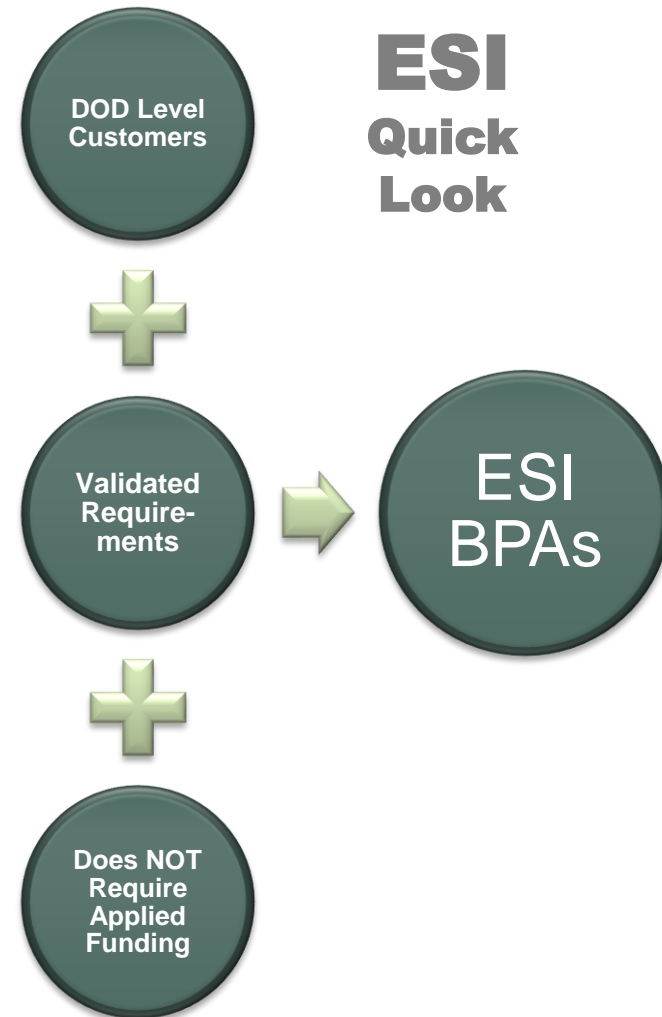 ESI
Quick
Look
DOD Level
Customers
Validated
Require-
ments
ESI
BPAs
Does NOT
Require
Applied
Funding